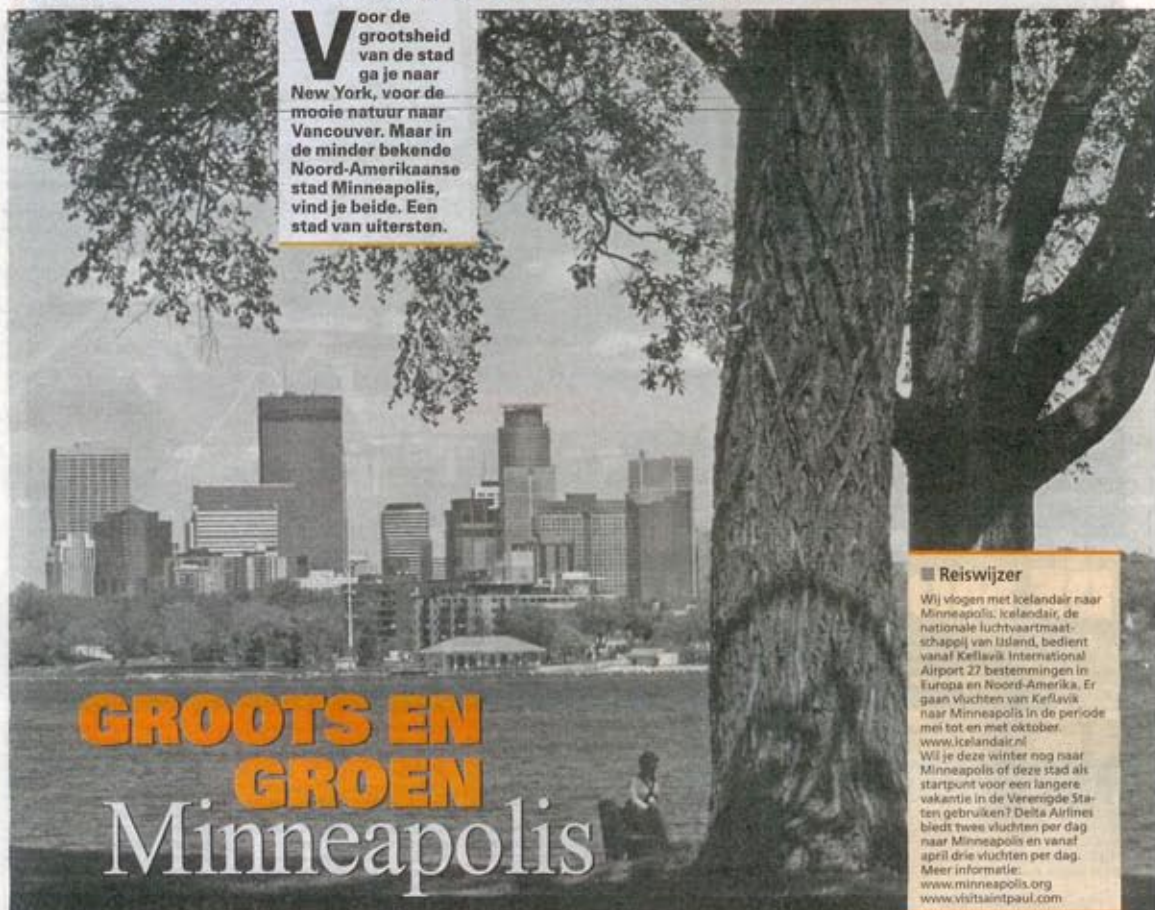 Voor de
grootsheid
van de stad
ga je naar
New York, voor de
mooie natuur naar
Vancouver. Maar in
de minder bekende
Noord-Amerikaanse
stad Minneapolis,
vind je beide. Een
stad van uitersten.
GROOTS EN
GROEN
Minneapolis
Reiswijzer
Wij vlogen met Icelandair naar
Minneapolis. Icelandair, de
nationale luchtvaartmaat-
schappij van IJsland, bedient
vanaf Keflavik International
Airport 27 bestemmingen in
Europa en Noord-Amerika. Er
gaan vluchten van Keflavik
naar Minneapolis in de periode
mei tot en met oktober.
www.icelandair.nl
Wil je deze winter nog naar
Minneapolis of deze stad als
startpunt voor een langere
vakantie in de Verenigde Sta-
ten gebruiken? Delta Airlines
biedt twee vluchten per dag
naar Minneapolis en vanaf
april drie vluchten per dag.
Meer informatie:
www.minneapolis.org
www.visitsaintpaul.com